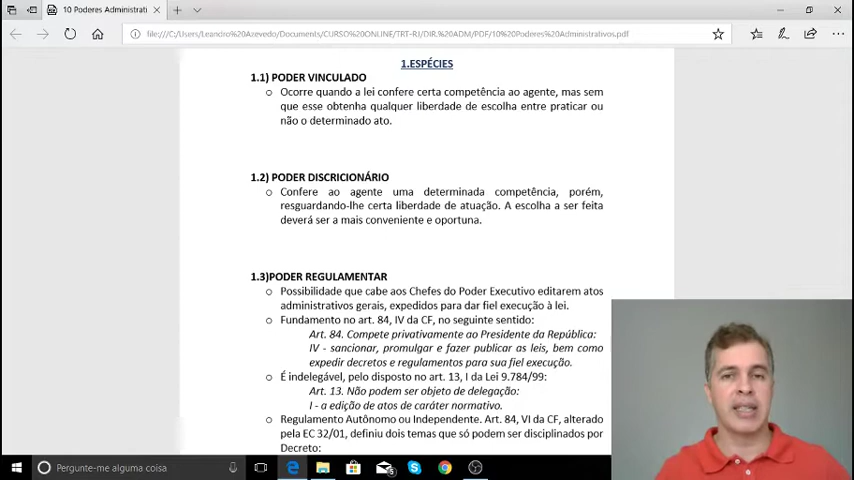 10 Poderes Administrati
file:///C:/Users/Leandro%20Azevedo/Documents/CURSO%20ONLINE/TRT-RJ/DIR.%20ADM/PDF/10%20Poderes%20Administrativos.pdf
1.ESPÉCIES
1.1) PODER VINCULADO
o Ocorre quando a lei confere certa competência ao agente, mas sem
que esse obtenha qualquer liberdade de escolha entre praticar ou
não o determinado ato.
1.2) PODER DISCRICIONÁRIO
o Confere ao agente uma determinada competência, porém,
resguardando-lhe certa liberdade de atuação. A escolha a ser feita
deverá ser a mais conveniente e oportuna.
1.3)PODER REGULAMENTAR
o Possibilidade que cabe aos Chefes do Poder Executivo editarem atos
administrativos gerais, expedidos para dar fiel execução à lei.
o Fundamento no art. 84, IV da CF, no seguinte sentido:
Art. 84. Compete privativamente ao Presidente da República:
IV - sancionar, promulgar e fazer publicar as leis, bem como
expedir decretos e regulamentos para sua fiel execução.
o É indelegável, pelo disposto no art. 13, I da Lei 9.784/99:
Art. 13. Não podem ser objeto de delegação:
I - a edição de atos de caráter normativo.
o Regulamento Autônomo ou Independente. Art. 84, VI da CF, alterado
pela EC 32/01, definiu dois temas que só podem ser disciplinados por
Decreto:
Pergunte-me alguma coisa